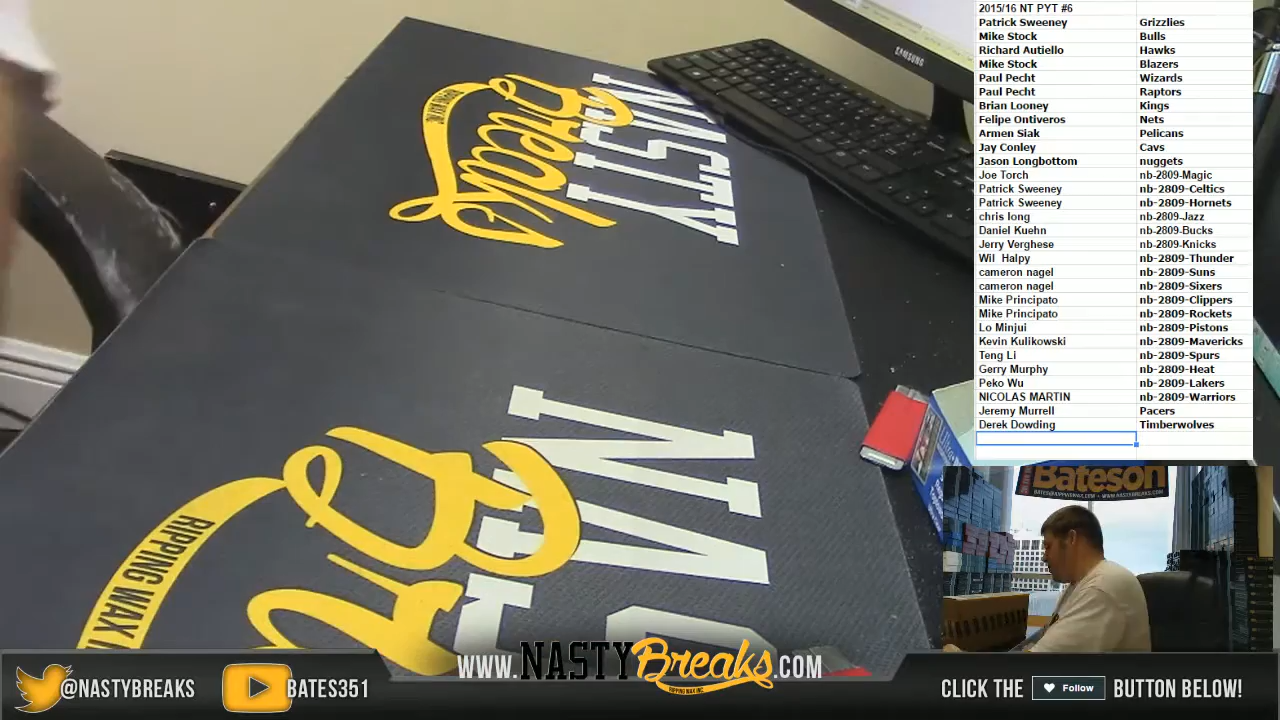 2015/16 NT PYT #6
Patrick Sweeney Grizzlies
Mike Stock Bulls
Richard Autiello Hawks
Mike Stock Blazers
Paul Pecht Wizards
Paul Pecht Raptors
Brian Looney Kings
Felipe Ontiveros Nets
Armen Siak Pelicans
Jay Conley Cavs
Jason Longbottom nuggets
Joe Torch nb-2809-Magic
Patrick Sweeney nb-2809-Celtics
Patrick Sweeney nb-2809-Hornets
chris long nb-2809-Jazz
Daniel Kuehn nb-2809-Bucks
Jerry Verghese nb-2809-Knicks
Wil Halpy nb-2809-Thunder
cameron nagel nb-2809-Suns
cameron nagel nb-2809-Sixers
Mike Principato nb-2809-Clippers
Mike Principato nb-2809-Rockets
Lo Minjui nb-2809-Pistons
Kevin Kulikowski nb-2809-Mavericks
Teng Li nb-2809-Spurs
Gerry Murphy nb-2809-Heat
Peko Wu nb-2809-Lakers
NICOLAS MARTIN nb-2809-Warriors
Jeremy Murrell Pacers
Derek Dowding Timberwolves
SAMSUNG
NASTY
Breaks
RIPPING WAX INC
RIPPING WAX
Bateson
@NASTYBREAKS
BATES351
WWW.NASTYBreaks.COM
RIPPING WAX INC
CLICK THE Follow BUTTON BELOW!